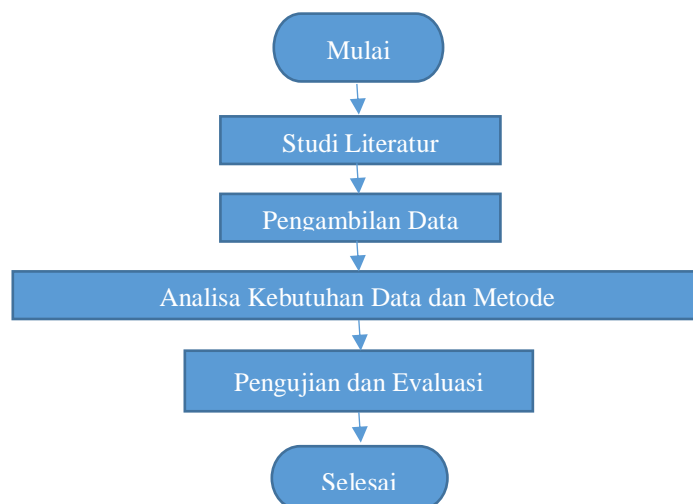 Mulai
Studi Literatur
Pengambilan Data
Analisa Kebutuhan Data dan Metode
Pengujian dan Evaluasi
Selesai